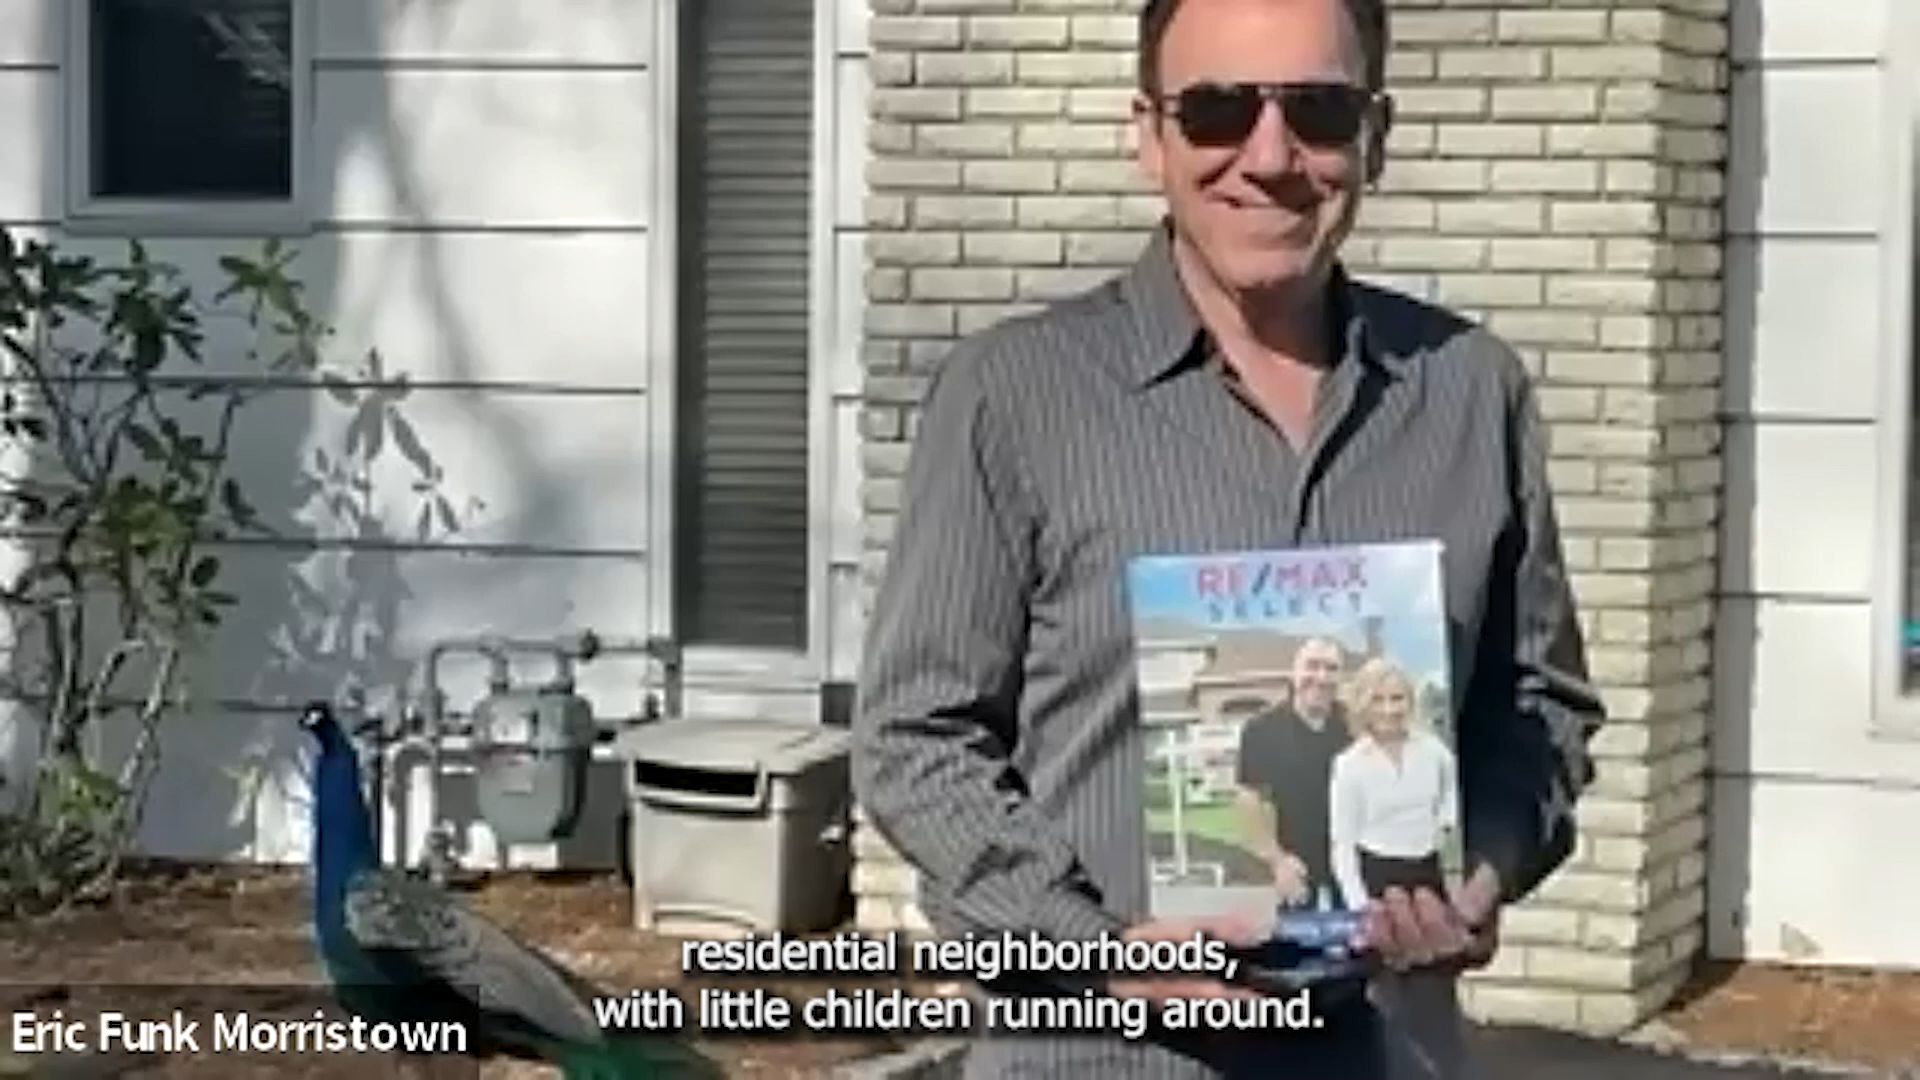 RE/MAX
SELECT
residential neighborhoods,
with little children running around.
Eric Funk Morristown